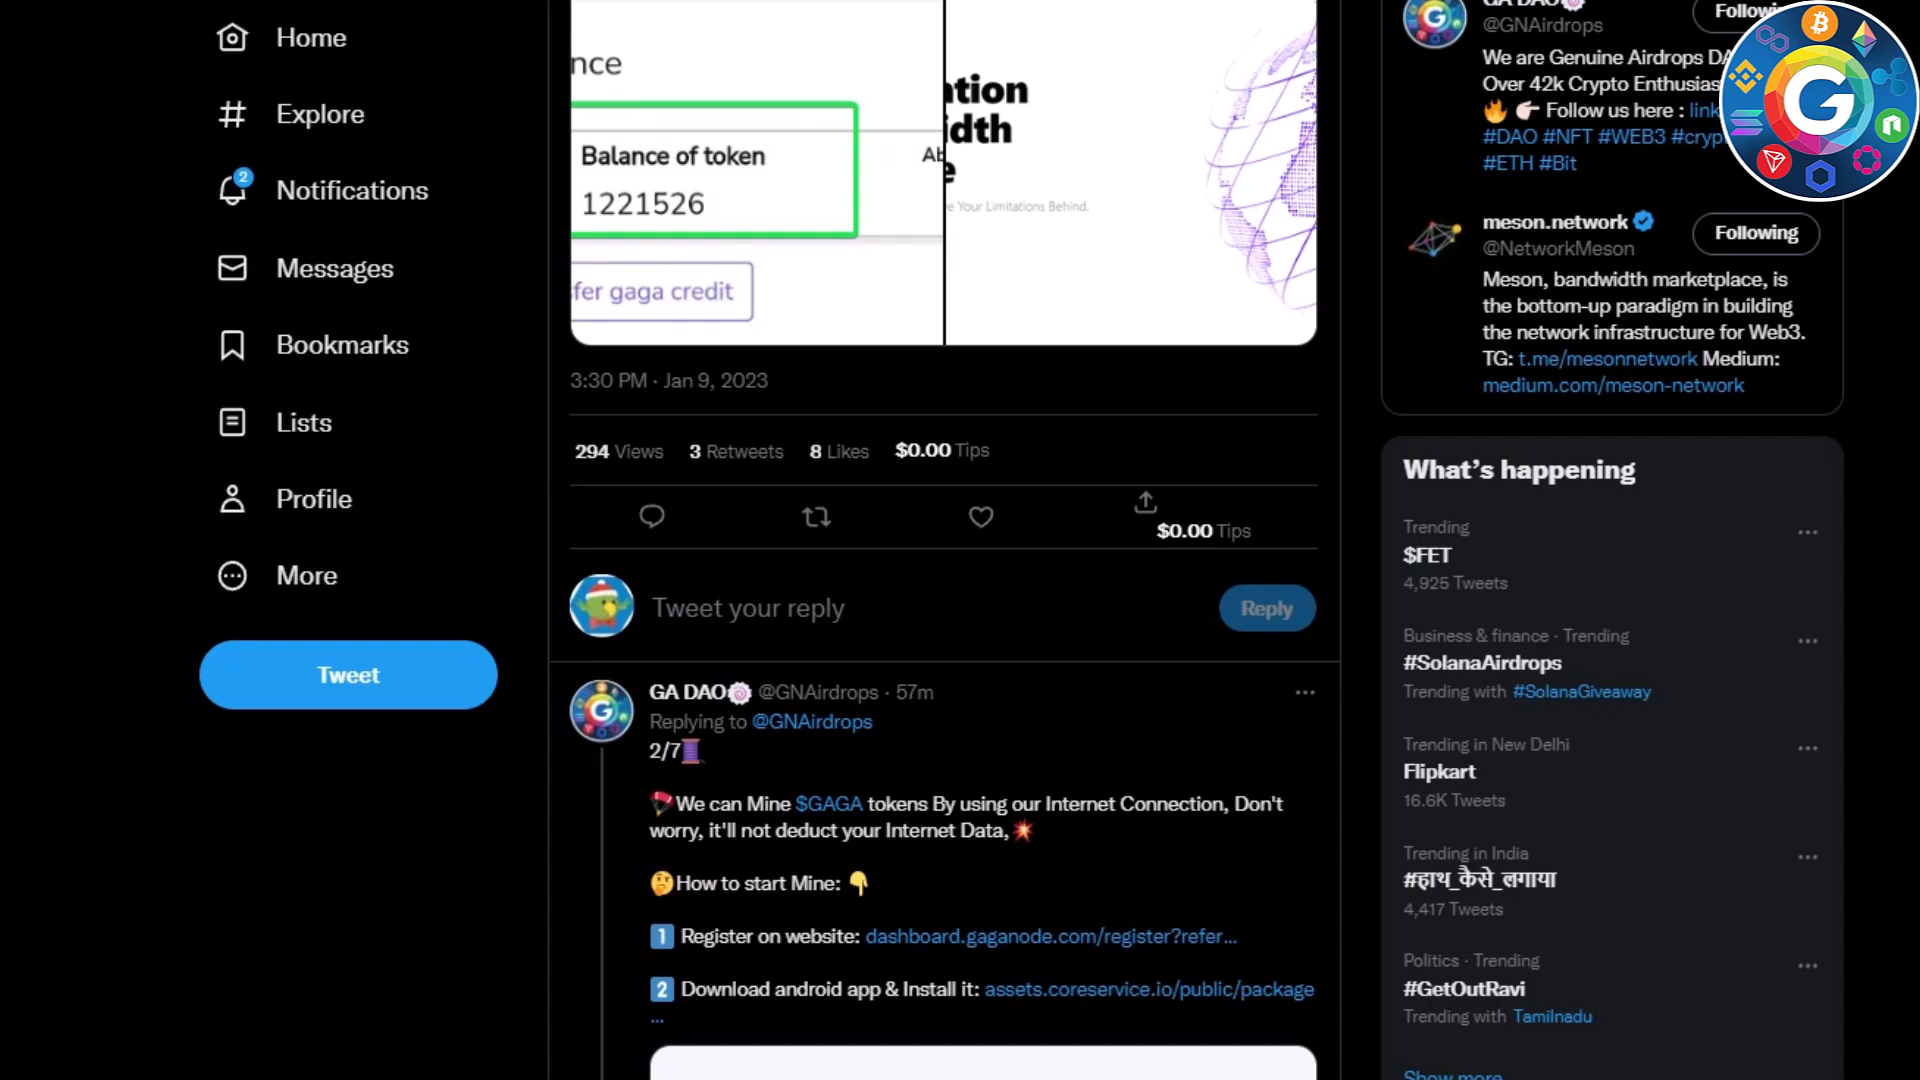 Home
Explore
2
Notifications
Messages
Bookmarks
Lists
Profile
More
Tweet
nce
Balance of token
1221526
Ab
fer gaga credit
ation
idth
e
e Your Limitations Behind.
3:30 PM · Jan 9, 2023
294 Views 3 Retweets 8 Likes $0.00 Tips
$0.00 Tips
Tweet your reply
Reply
GA DAO @GNAirdrops · 57m
Replying to @GNAirdrops
2/7
We can Mine $GAGA tokens By using our Internet Connection, Don't
worry, it'll not deduct your Internet Data,
How to start Mine:
1 Register on website: dashboard.gaganode.com/register?refer...
2 Download android app & Install it: assets.coreservice.io/public/package
...
GA DAO
@GNAirdrops
We are Genuine Airdrops DA
Over 42k Crypto Enthusias
Follow us here : link
#DAO #NFT #WEB3 #cryp
#ETH #Bit
G
meson.network
@NetworkMeson
Following
Meson, bandwidth marketplace, is
the bottom-up paradigm in building
the network infrastructure for Web3.
TG: t.me/mesonnetwork Medium:
medium.com/meson-network
What's happening
Trending
$FET
4,925 Tweets
Business & finance · Trending
#SolanaAirdrops
Trending with #SolanaGiveaway
Trending in New Delhi
Flipkart
16.6K Tweets
Trending in India
#हाथ_कैसे_लगाया
4,417 Tweets
Politics · Trending
#GetOutRavi
Trending with Tamilnadu
Show more